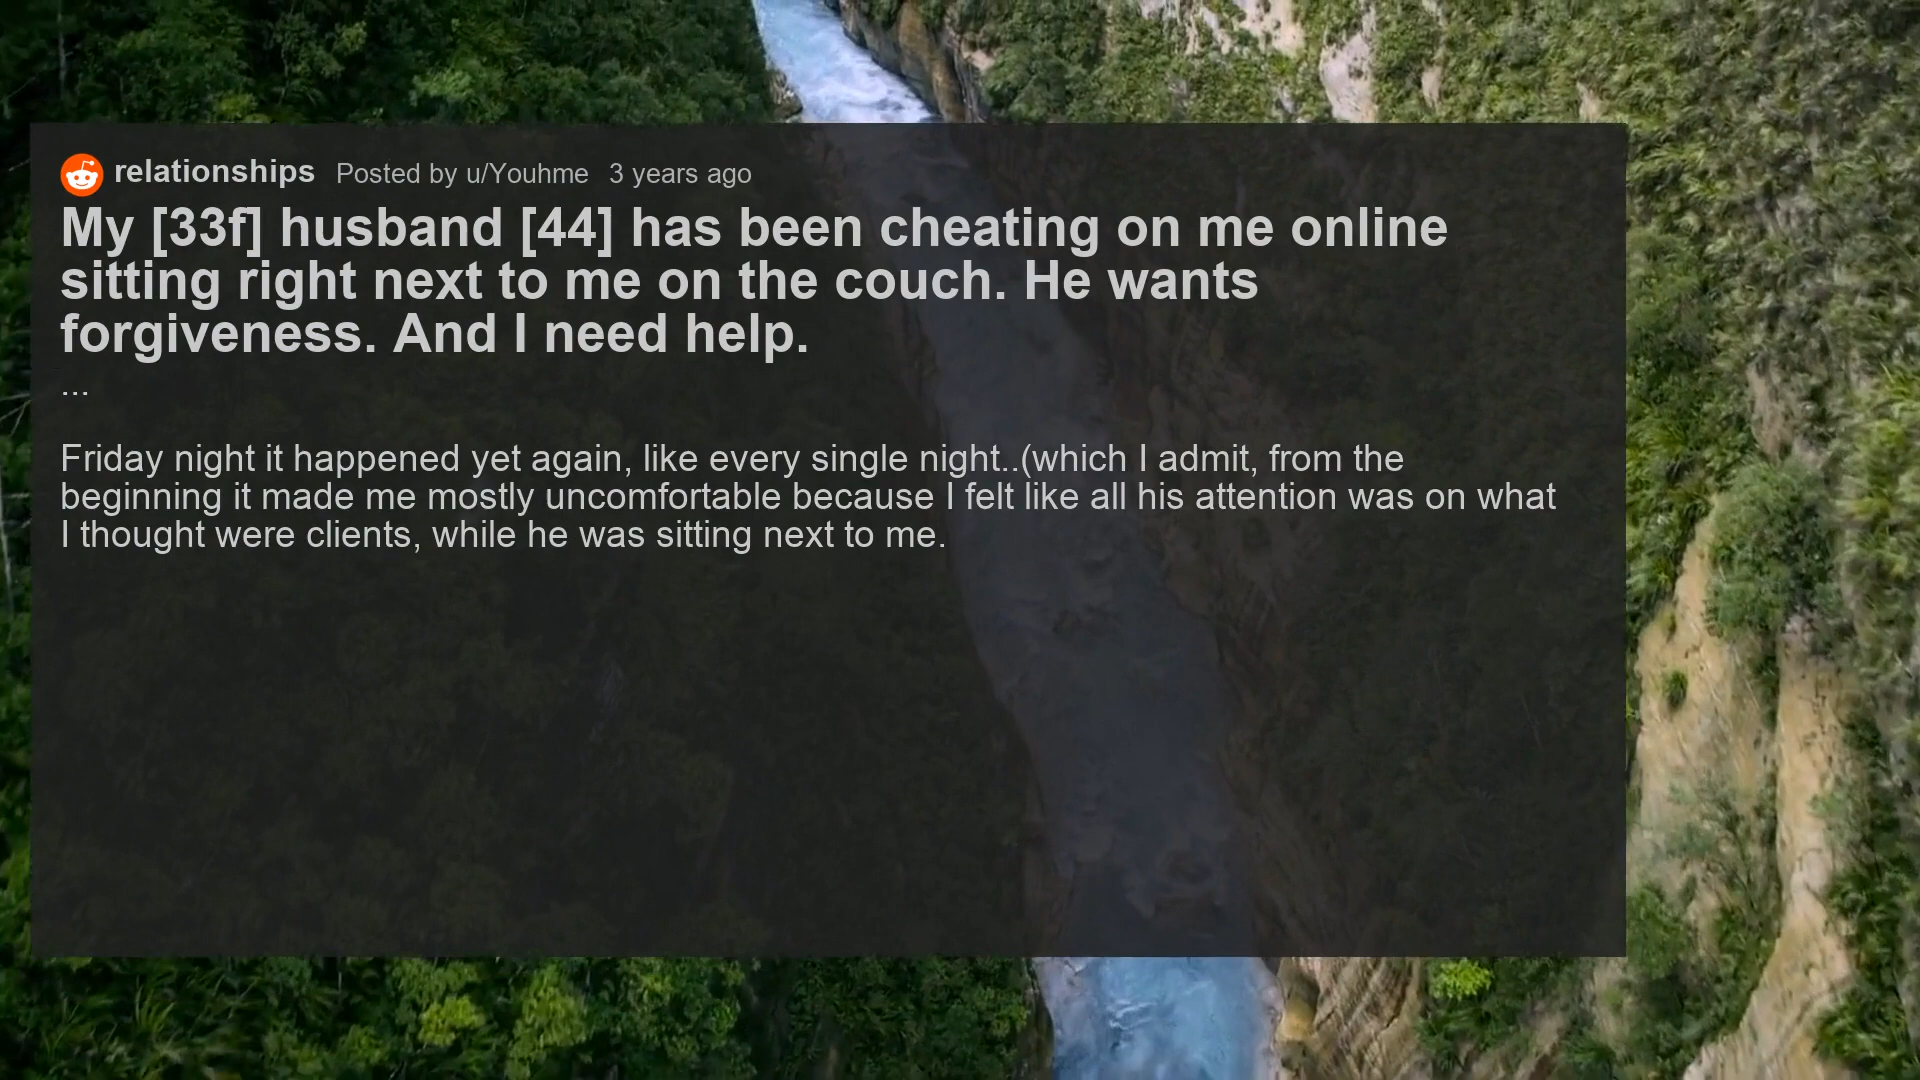 relationships Posted by u/Youhme 3 years ago
My [33f] husband [44] has been cheating on me online
sitting right next to me on the couch. He wants
forgiveness. And I need help.
...
Friday night it happened yet again, like every single night..(which I admit, from the
beginning it made me mostly uncomfortable because I felt like all his attention was on what
I thought were clients, while he was sitting next to me.